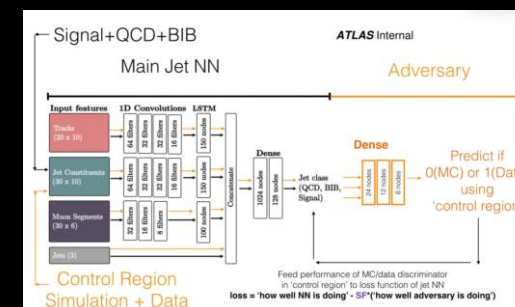 Signal+QCD+BIB
ATLAS Internal
Main Jet NN
Adversary
Input features
1D Convolutions
LSTM
Tracks
(20 x 10)
64 filters
32 filters
32 filters
16 filters
150 nodes
Jet Constituents
(30 x 10)
64 filters
32 filters
32 filters
16 filters
150 nodes
Muon Segments
(30 x 6)
32 filters
16 filters
8 filters
100 nodes
Jets (3)
Concatenate
Dense
1024 nodes
128 nodes
Jet class
(QCD, BIB,
Signal)
Dense
24 nodes
12 nodes
6 nodes
Predict if
0(MC) or 1(Dat
using
'control region
Control Region
Simulation + Data
Feed performance of MC/data discriminator
in 'control region' to loss function of jet NN
loss = 'how well NN is doing' - SF*('how well adversary is doing')